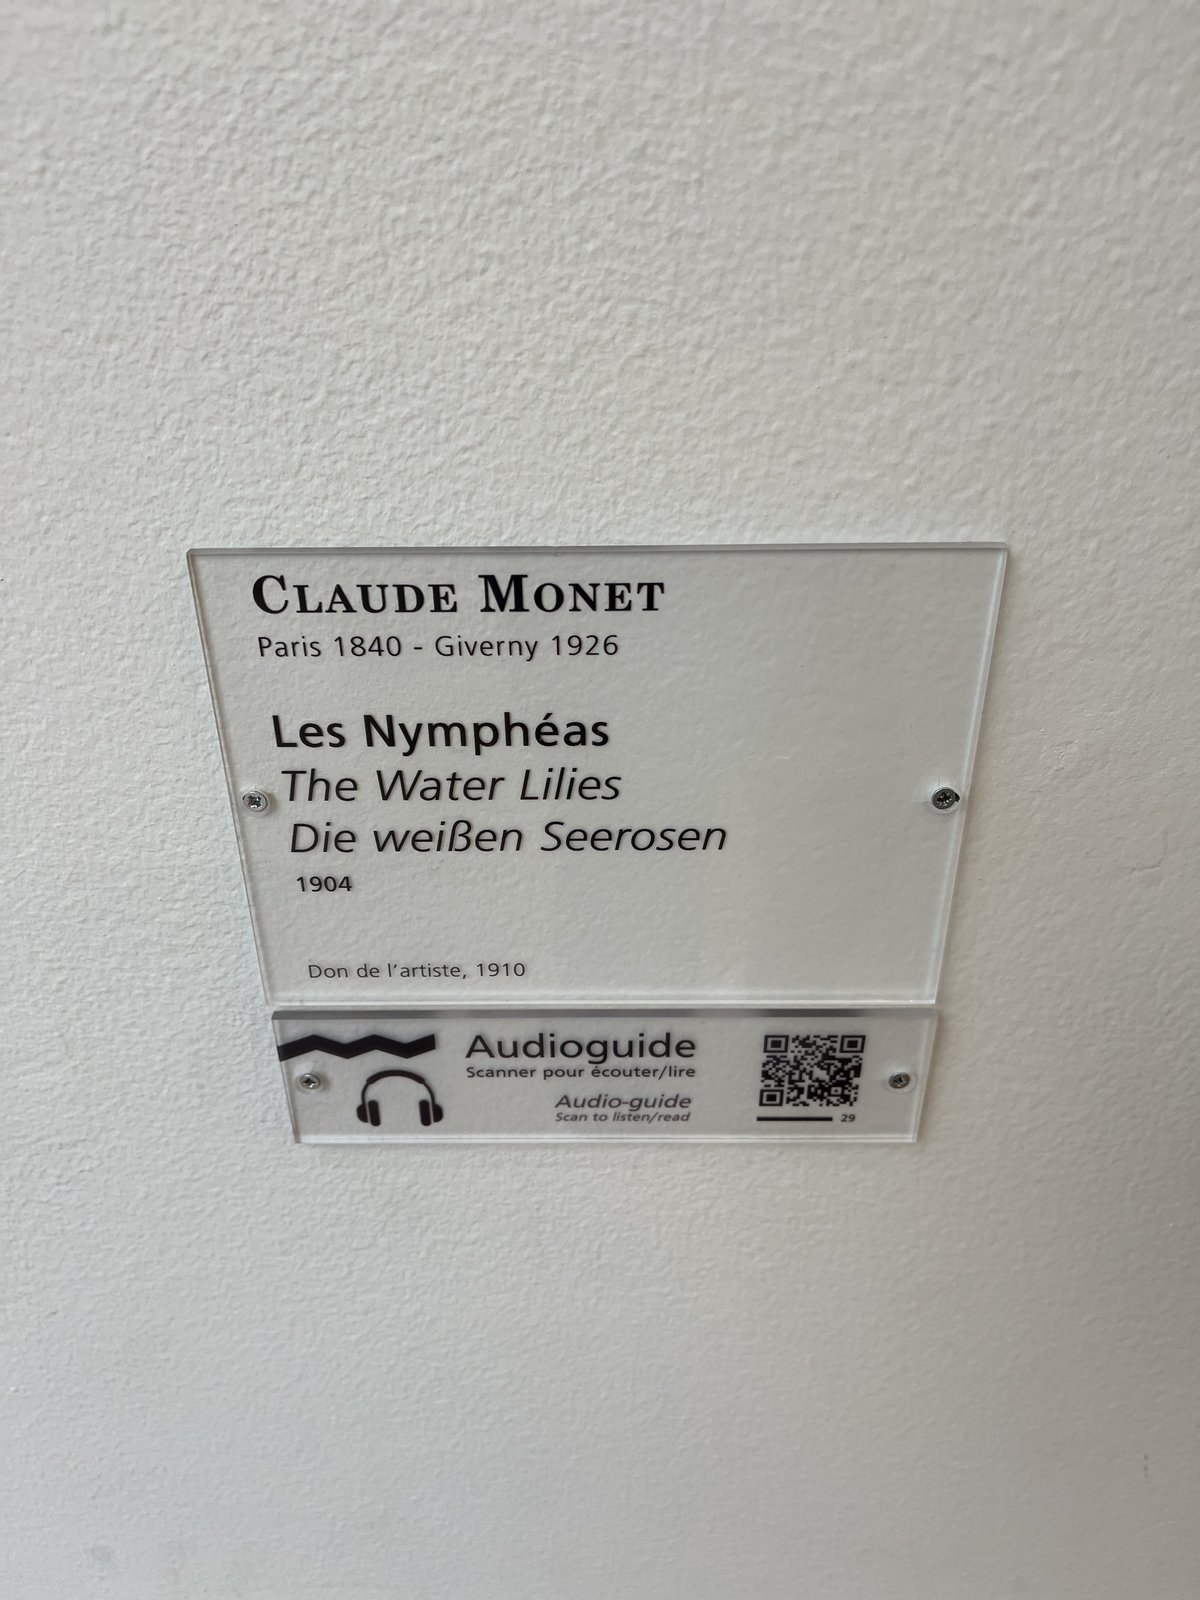 CLAUDE MONET
Paris 1840 - Giverny 1926
Les Nymphéas
The Water Lilies
Die weißen Seerosen
1904
Don de l'artiste, 1910
Audioguide
Scanner pour écouter/lire
Audio-guide
Scan to listen/read
29